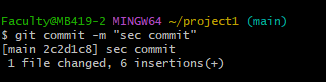 Faculty@MB419-2 MINGW64 ~/project1 (main)
$ git commit -m "sec commit"
[main 2c2d1c8] sec commit
 1 file changed, 6 insertions(+)